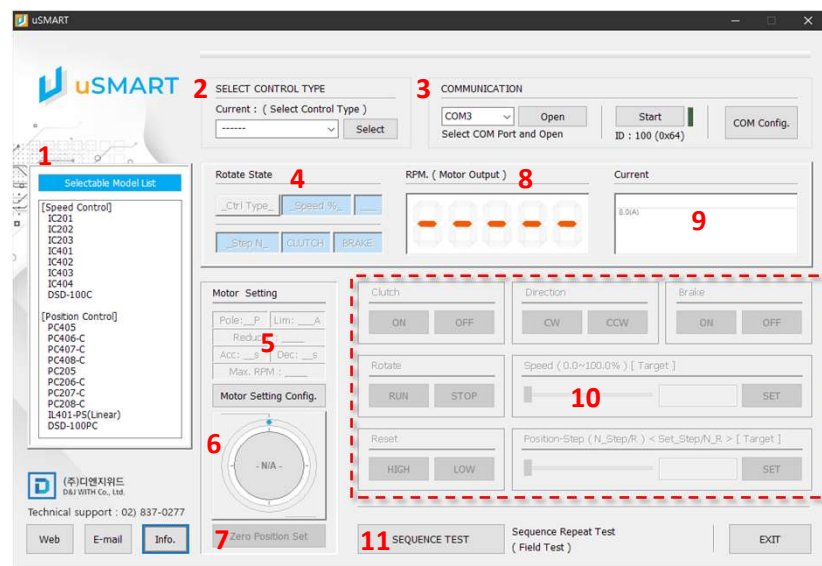 uSMART
uSMART
1
Selectable Model List
[Speed Control]
IC201
IC202
IC203
IC401
IC402
IC403
IC404
DSD-100C
[Position Control]
PC405
PC406-C
PC407-C
PC408-C
PC205
PC206-C
PC207-C
PC208-C
IL401-PS(Linear)
DSD-100PC
(주)디엔지위드
D&J WITH Co., Ltd.
Technical support : 02) 837-0277
Web E-mail Info.
2 SELECT CONTROL TYPE
Current : ( Select Control Type )
------ Select
3 COMMUNICATION
COM3 Open Start COM Config.
Select COM Port and Open ID : 100 (0x64)
Rotate State 4
_Ctrl Type_ _Speed %_ ___
_Step N_ CLUTCH BRAKE
RPM. ( Motor Output ) 8
- - - - -
Current
8.0(A)
9
Motor Setting
Pole:__P Lim:___A
Reduc
5
Acc:__s Dec:__s
Max. RPM : ____
Motor Setting Config.
6
- N/A -
7 Zero Position Set
Clutch
ON OFF
Direction
CW CCW
Brake
ON OFF
Rotate
RUN STOP
Speed ( 0.0~100.0% ) [ Target ]
10 SET
Reset
HIGH LOW
Position-Step ( N_Step/R ) < Set_Step/N_R > [ Target ]
SET
11 SEQUENCE TEST
Sequence Repeat Test
( Field Test )
EXIT